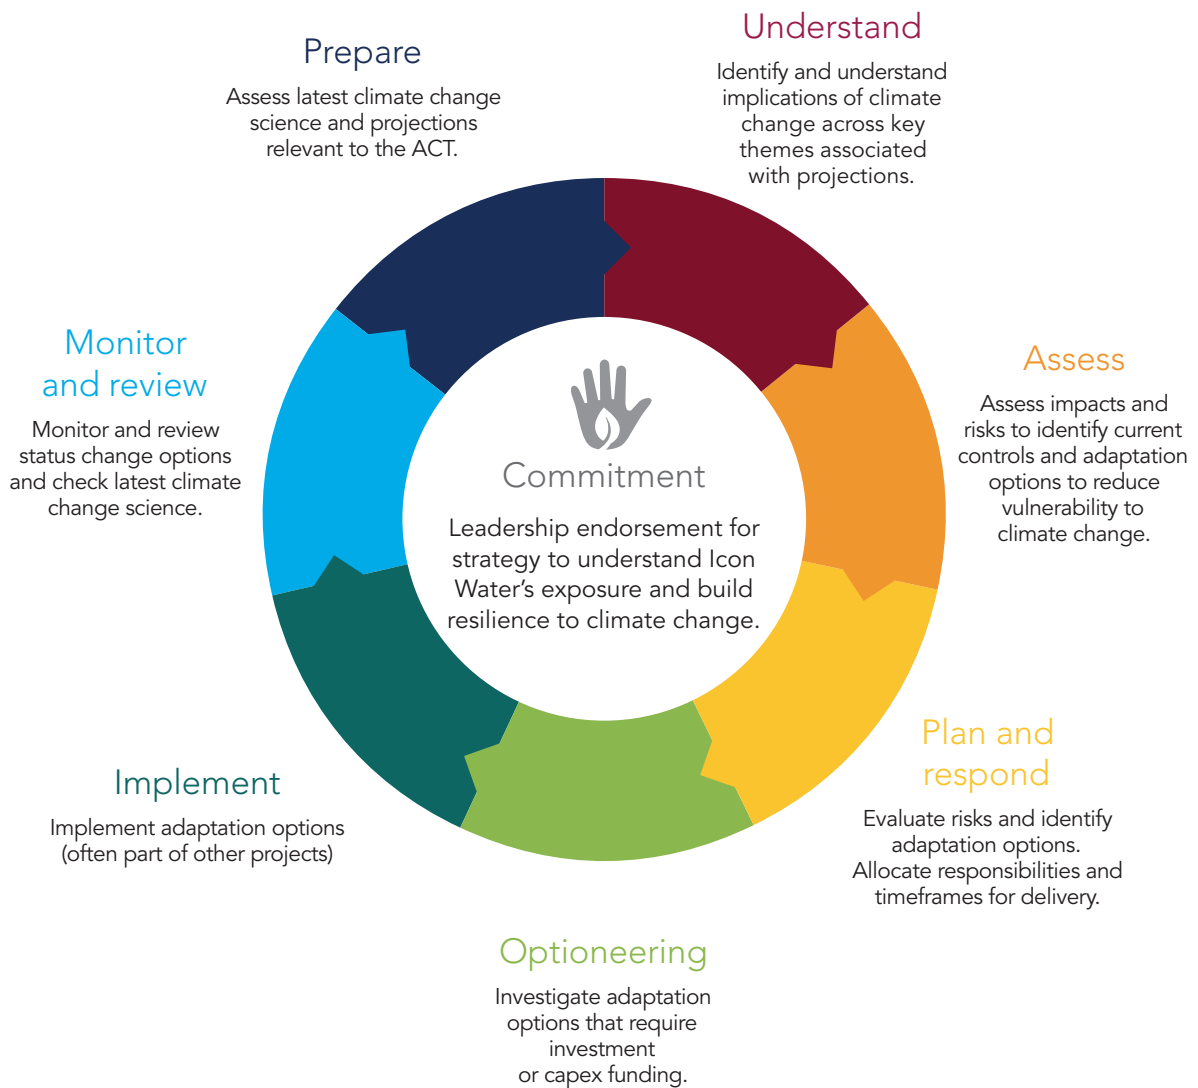 Prepare
Assess latest climate change
science and projections
relevant to the ACT.
Understand
Identify and understand
implications of climate
change across key
themes associated
with projections.
Assess
Assess impacts and
risks to identify current
controls and adaptation
options to reduce
vulnerability to
climate change.
Plan and
respond
Evaluate risks and identify
adaptation options.
Allocate responsibilities and
timeframes for delivery.
Optioneering
Investigate adaptation
options that require
investment
or capex funding.
Implement
Implement adaptation options
(often part of other projects)
Monitor
and review
Monitor and review
status change options
and check latest climate
change science.
Commitment
Leadership endorsement for
strategy to understand Icon
Water’s exposure and build
resilience to climate change.